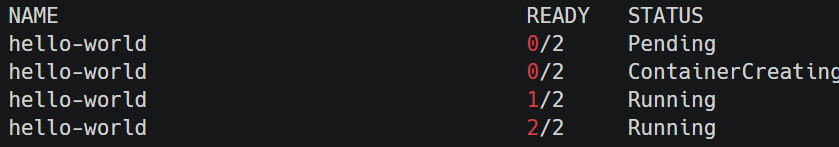 NAME READY STATUS
hello-world 0/2 Pending
hello-world 0/2 ContainerCreating
hello-world 1/2 Running
hello-world 2/2 Running